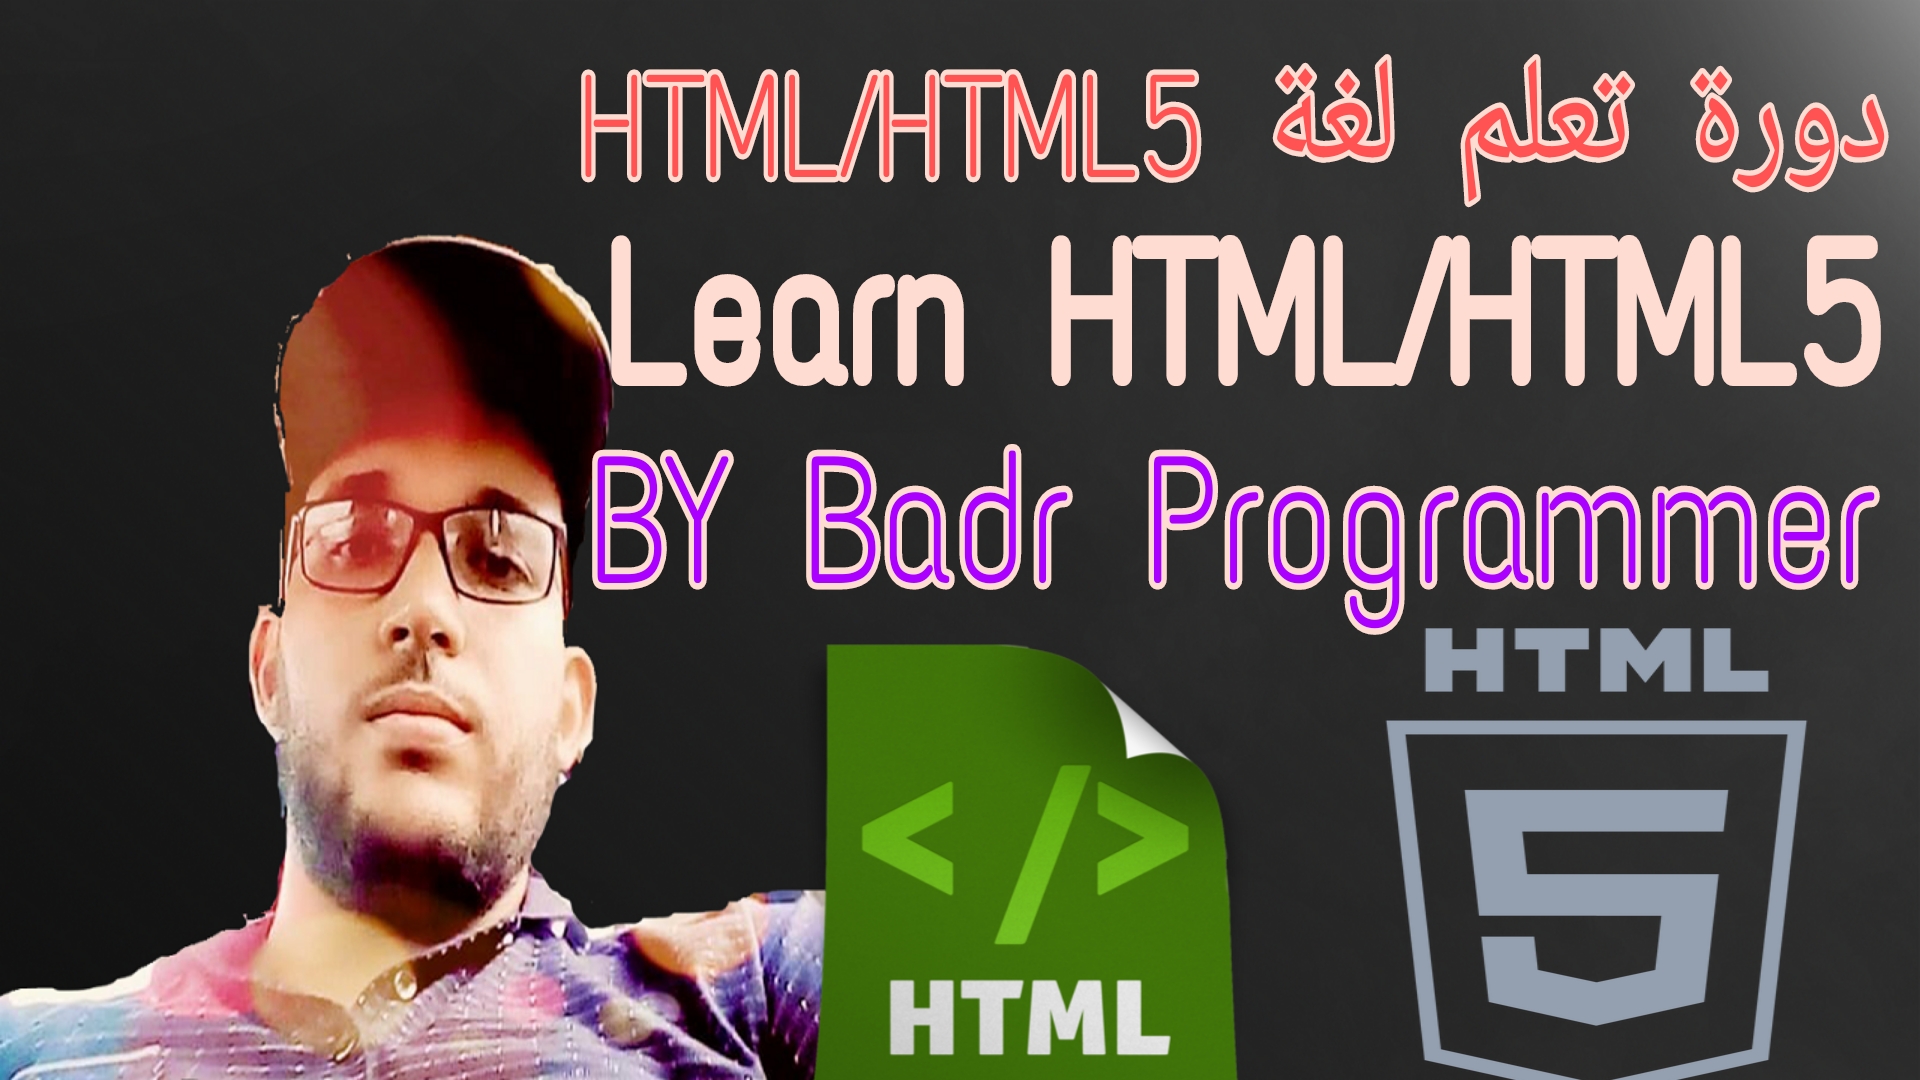 دورة تعلم لغة HTML/HTML5
Learn HTML/HTML5
BY Badr Programmer
HTML
5
</>
HTML